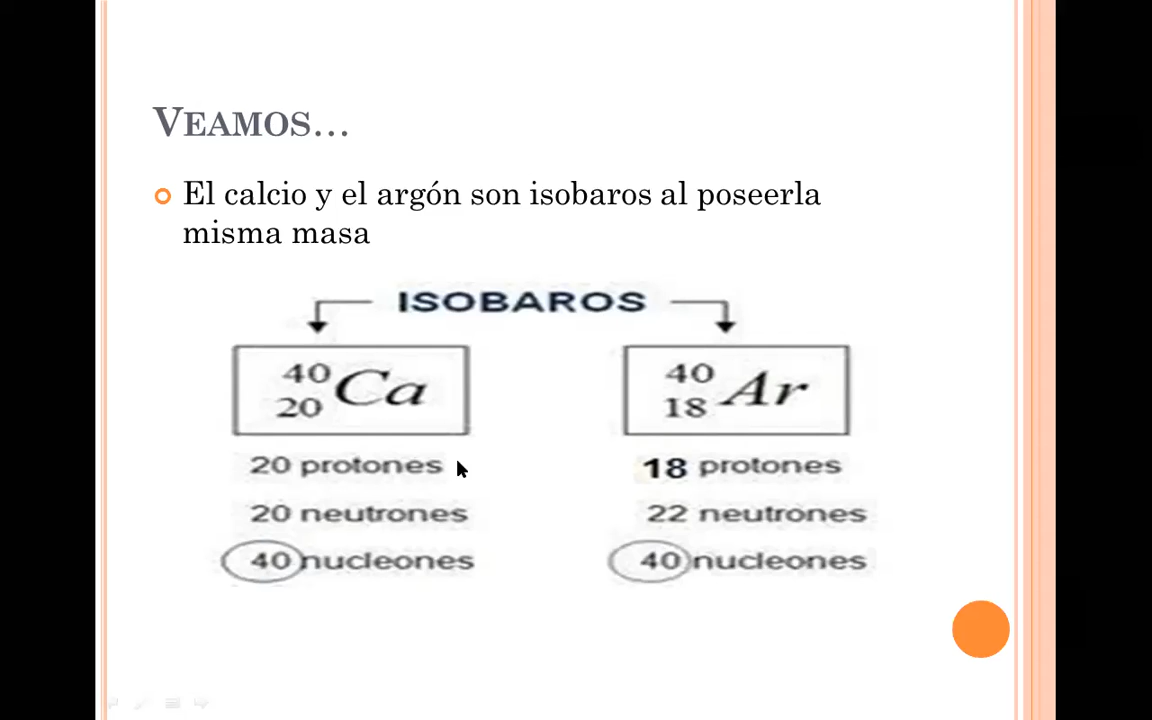 VEAMOS…
El calcio y el argón son isobaros al poseerla
misma masa
ISOBAROS
40
20 Ca
40
18 Ar
20 protones
18 protones
20 neutrones
22 neutrones
40 nucleones
40 nucleones